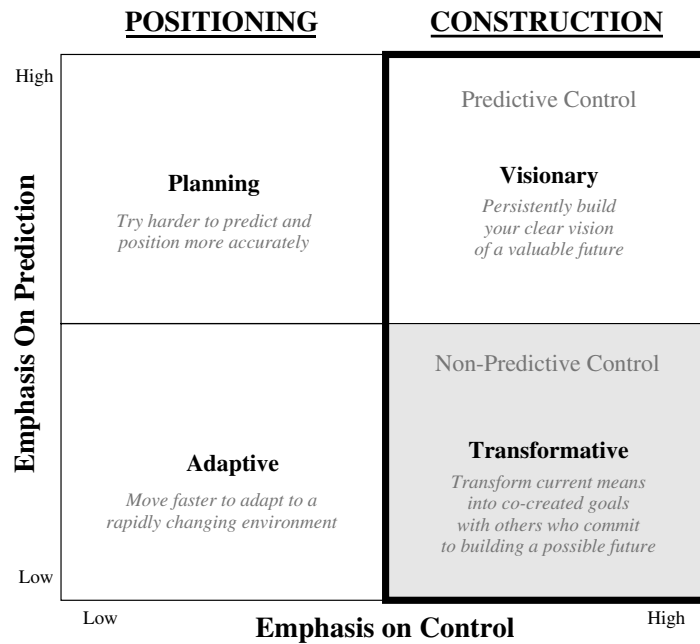 POSITIONING
CONSTRUCTION
High
Predictive Control
Planning
Try harder to predict and
position more accurately
Visionary
Persistently build
your clear vision
of a valuable future
Emphasis On Prediction
Non-Predictive Control
Adaptive
Move faster to adapt to a
rapidly changing environment
Transformative
Transform current means
into co-created goals
with others who commit
to building a possible future
Low
Low
Emphasis on Control
High